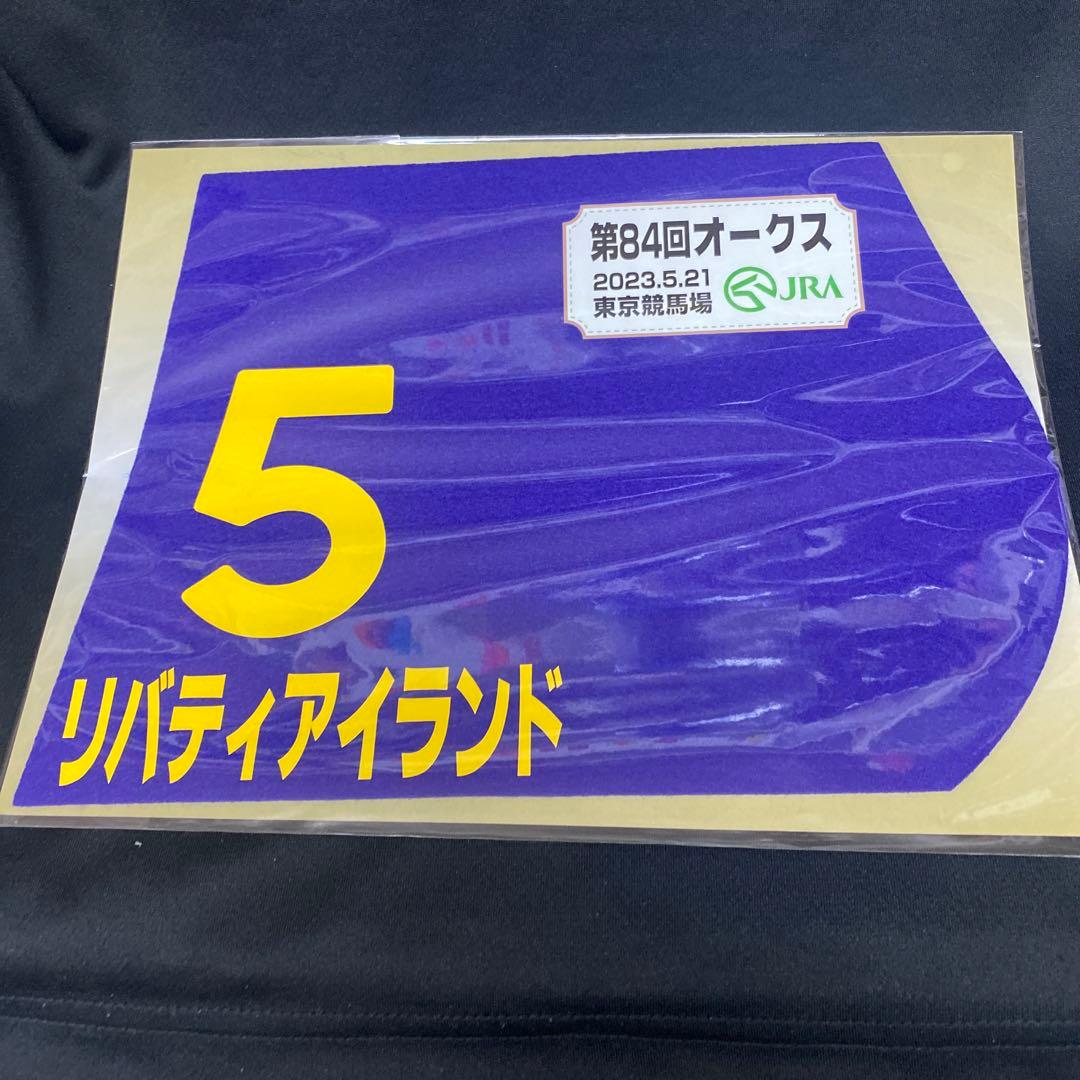 第84回オークス
2023.5.21
東京競馬場
JRA
5
リバティアイランド